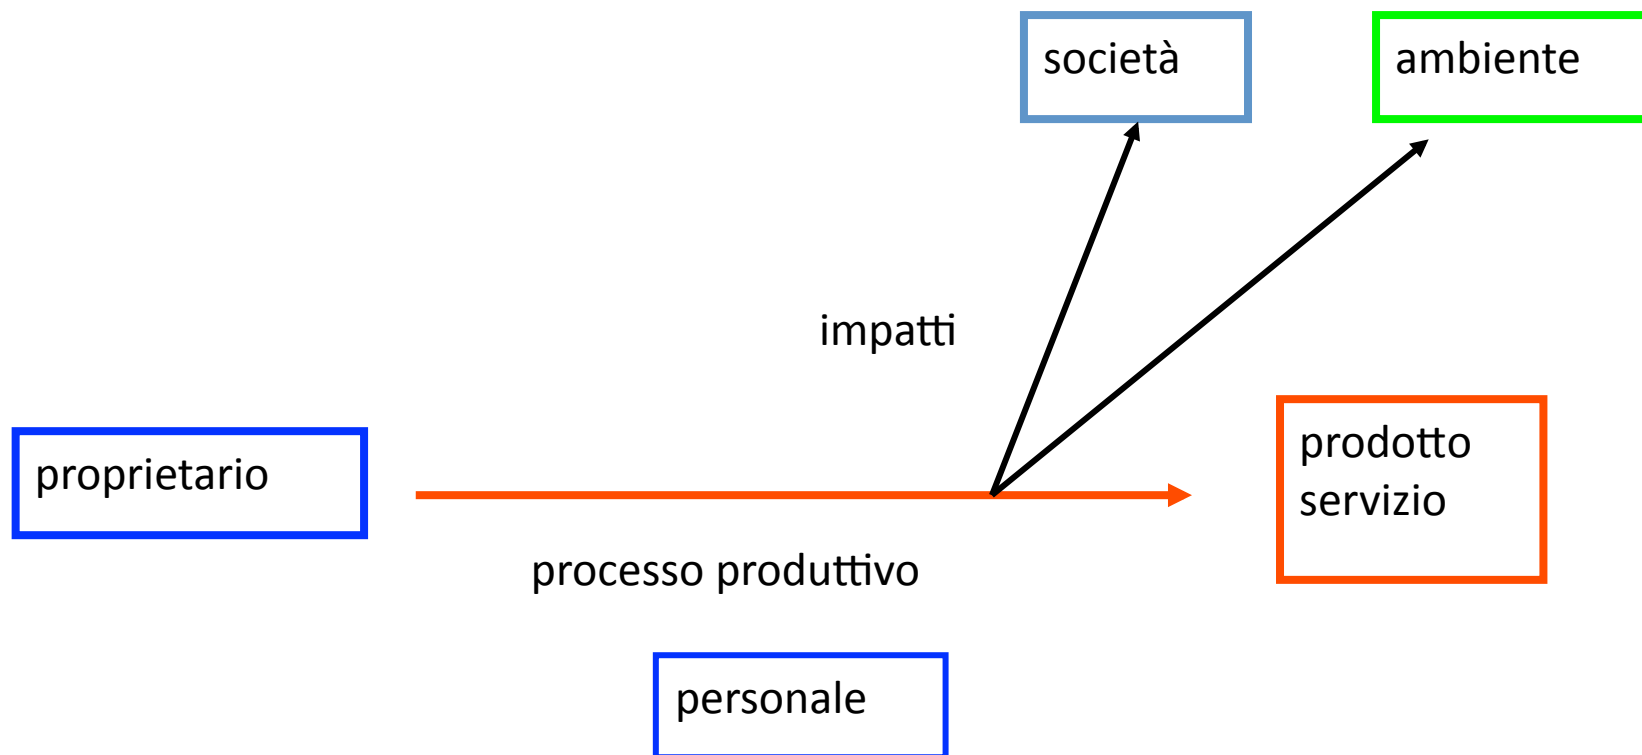 società
ambiente
impatti
proprietario
prodotto
servizio
processo produttivo
personale